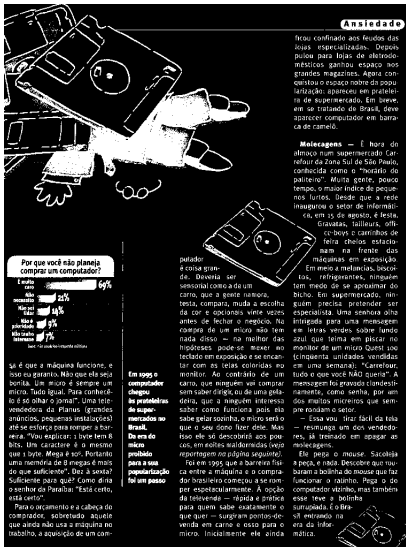 Ansiedade
ficou confinado aos feudos das
lojas especializadas. Depois
pulou para lojas de eletrodo-
mésticos ganhou espaço nos
grandes magazines. Agora con-
quistou o espaço nobre da popu-
larização: apareceu em pratelei-
ra de supermercado. Em breve,
em se tratando de Brasil, deve
aparecer computador em barra-
ca de camelô.
Molecagens — É hora do
almoço num supermercado Car-
refour da Zona Sul de São Paulo,
conhecida como o "horário do
paliteiro". Muita gente, pouco
tempo, o maior índice de peque-
nos furtos. Desde que a rede
inaugurou o setor de informáti-
ca, em 15 de agosto, é festa.
Gravatas, tailleurs, offi-
ce-boys e carrinhos de
feira cheios estacio-
nam na frente das
máquinas em exposição.
Em meio a melancias, biscoi-
tos, refrigerantes, ninguém
tem medo de se aproximar do
bicho. Em supermercado, nin-
guém precisa pretender ser
especialista. Uma senhora olha
intrigada para uma mensagem
em letras verdes sobre fundo
azul que teima em piscar no
monitor de um micro Quest 100
(cinqüenta unidades vendidas
em uma semana): "Carrefour,
tudo o que você NÃO queria". A
mensagem foi gravada clandesti-
namente, como senha, por um
dos muitos micreiros que sem-
pre rondam o setor.
— Essa vou tirar fácil da tela
— resmunga um dos vendedo-
res, já treinado em apagar as
molecagens.
Ele pega o mouse. Sacoleja
a peça, e nada. Descobre que rou-
baram a bolinha do mouse que faz
funcionar o ratinho. Pega o do
computador vizinho, mas também
esse teve a bolinha
surrupiada. E o Bra-
sil entrando na
era da infor-
mática.
Por que você não planeja
comprar um computador?
É muito
caro
69%
Não
necessito
21%
Não sei
lidar
14%
Não é
prioridade
9%
Não tenho
interesse
7%
ga é que a máquina funcione, e
isso eu garanto. Não que ela seja
bonita. Um micro é sempre um
micro. Tudo igual. Para conhecê-
lo é só olhar o jornal". Uma tele-
vendedora da Planus (grandes
anúncios, pequenas instalações)
até se esforça para romper a bar-
reira. "Vou explicar: 1 byte tem 8
bits. Um caractere é o mesmo
que 1 byte. Mega é 10⁶. Portanto
uma memória de 8 megas é mais
do que suficiente". Dez à sexta?
Suficiente para quê? Como diria
o senhor da Paraíba: "Está certo,
está certo".
Para o orçamento e a cabeça do
comprador, sobretudo aquele
que ainda não usa a máquina no
trabalho, a aquisição de um com-
Em 1995 o
computador
chegou
às prateleiras
de super-
mercados no
Brasil.
Da era do
micro
proibido
para a sua
popularização
foi um passo
putador
é coisa gran-
de. Deveria ser
sensorial como a de um
carro, que a gente namora,
testa, compara, muda a escolha
da cor e opcionais vinte vezes
antes de fechar o negócio. Na
compra de um micro não tem
nada disso — na melhor das
hipóteses pode-se mexer no
teclado em exposição e se encan-
tar com as telas coloridas no
monitor. Ao contrário de um
carro, que ninguém vai comprar
sem saber dirigir, ou de uma gela-
deira, que a ninguém interessa
saber como funciona pois ela
sabe gelar sozinha, o micro será o
que o seu dono fizer dele. Mas
isso ele só descobrirá aos pou-
cos, em noites maldormidas (veja
reportagem na página seguinte).
Foi em 1995 que a barreira físi-
ca entre a máquina e o compra-
dor brasileiro começou a se rom-
per espetacularmente. À opção
da televenda — rápida e prática
para quem sabe exatamente o
que quer — surgiram pontos-de-
venda em carne e osso para o
micro. Inicialmente ele ainda